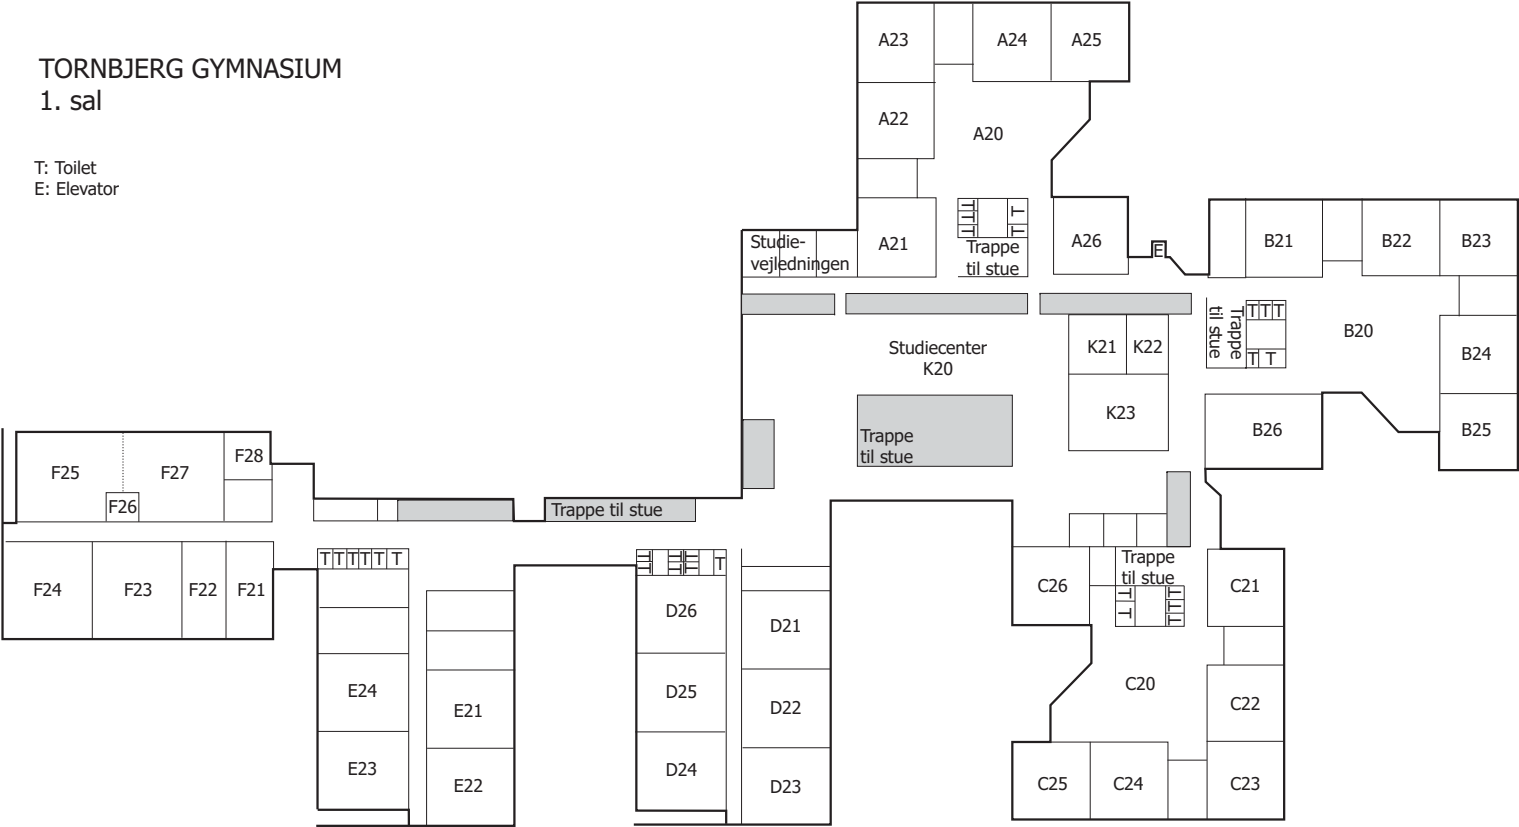 TORNBJERG GYMNASIUM
1. sal
T: Toilet
E: Elevator
A23
A24
A25
A22
A20
T
T
T
T
T
A21
Trappe
til stue
A26
Studie-
vejledningen
E
B21
B22
B23
Trappe
til stue
T T T
T T
B20
B24
B25
B26
Studiecenter
K20
K21
K22
K23
Trappe
til stue
F25
F27
F28
F26
Trappe til stue
F24
F23
F22
F21
T T T T T T
E24
E23
E21
E22
T
T
T
T
T
T
T
D26
D25
D24
D21
D22
D23
Trappe
til stue
T
T
T
T
T
C26
C21
C20
C22
C25
C24
C23